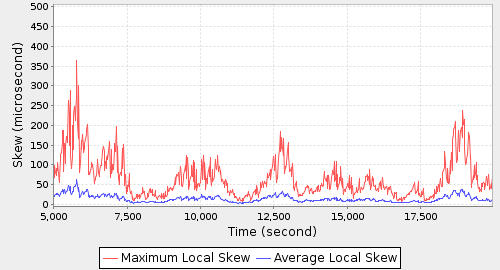 Skew (microsecond)
500
450
400
350
300
250
200
150
100
50
0
5,000 7,500 10,000 12,500 15,000 17,500
Time (second)
Maximum Local Skew Average Local Skew